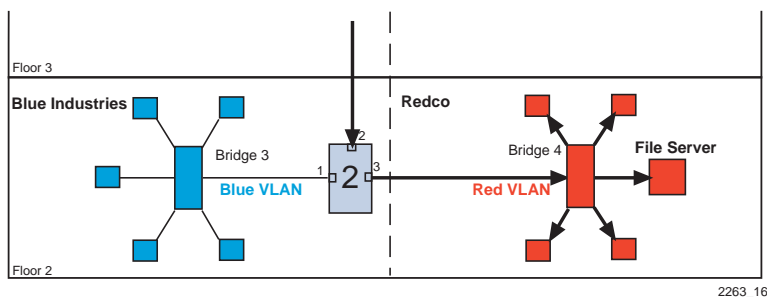 Floor 3
Blue Industries
Redco
2
Bridge 3
Bridge 4
File Server
1
2
3
Blue VLAN
Red VLAN
Floor 2
2263 16